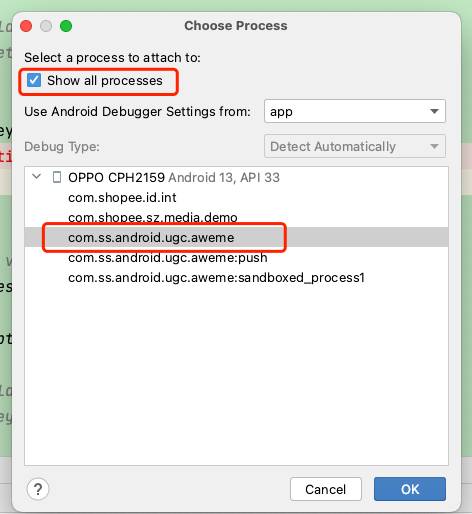 Choose Process
Select a process to attach to:
Show all processes
Use Android Debugger Settings from: app
Debug Type: Detect Automatically
OPPO CPH2159 Android 13, API 33
com.shopee.id.int
com.shopee.sz.media.demo
com.ss.android.ugc.aweme
com.ss.android.ugc.aweme:push
com.ss.android.ugc.aweme:sandboxed_process1
?
Cancel
OK